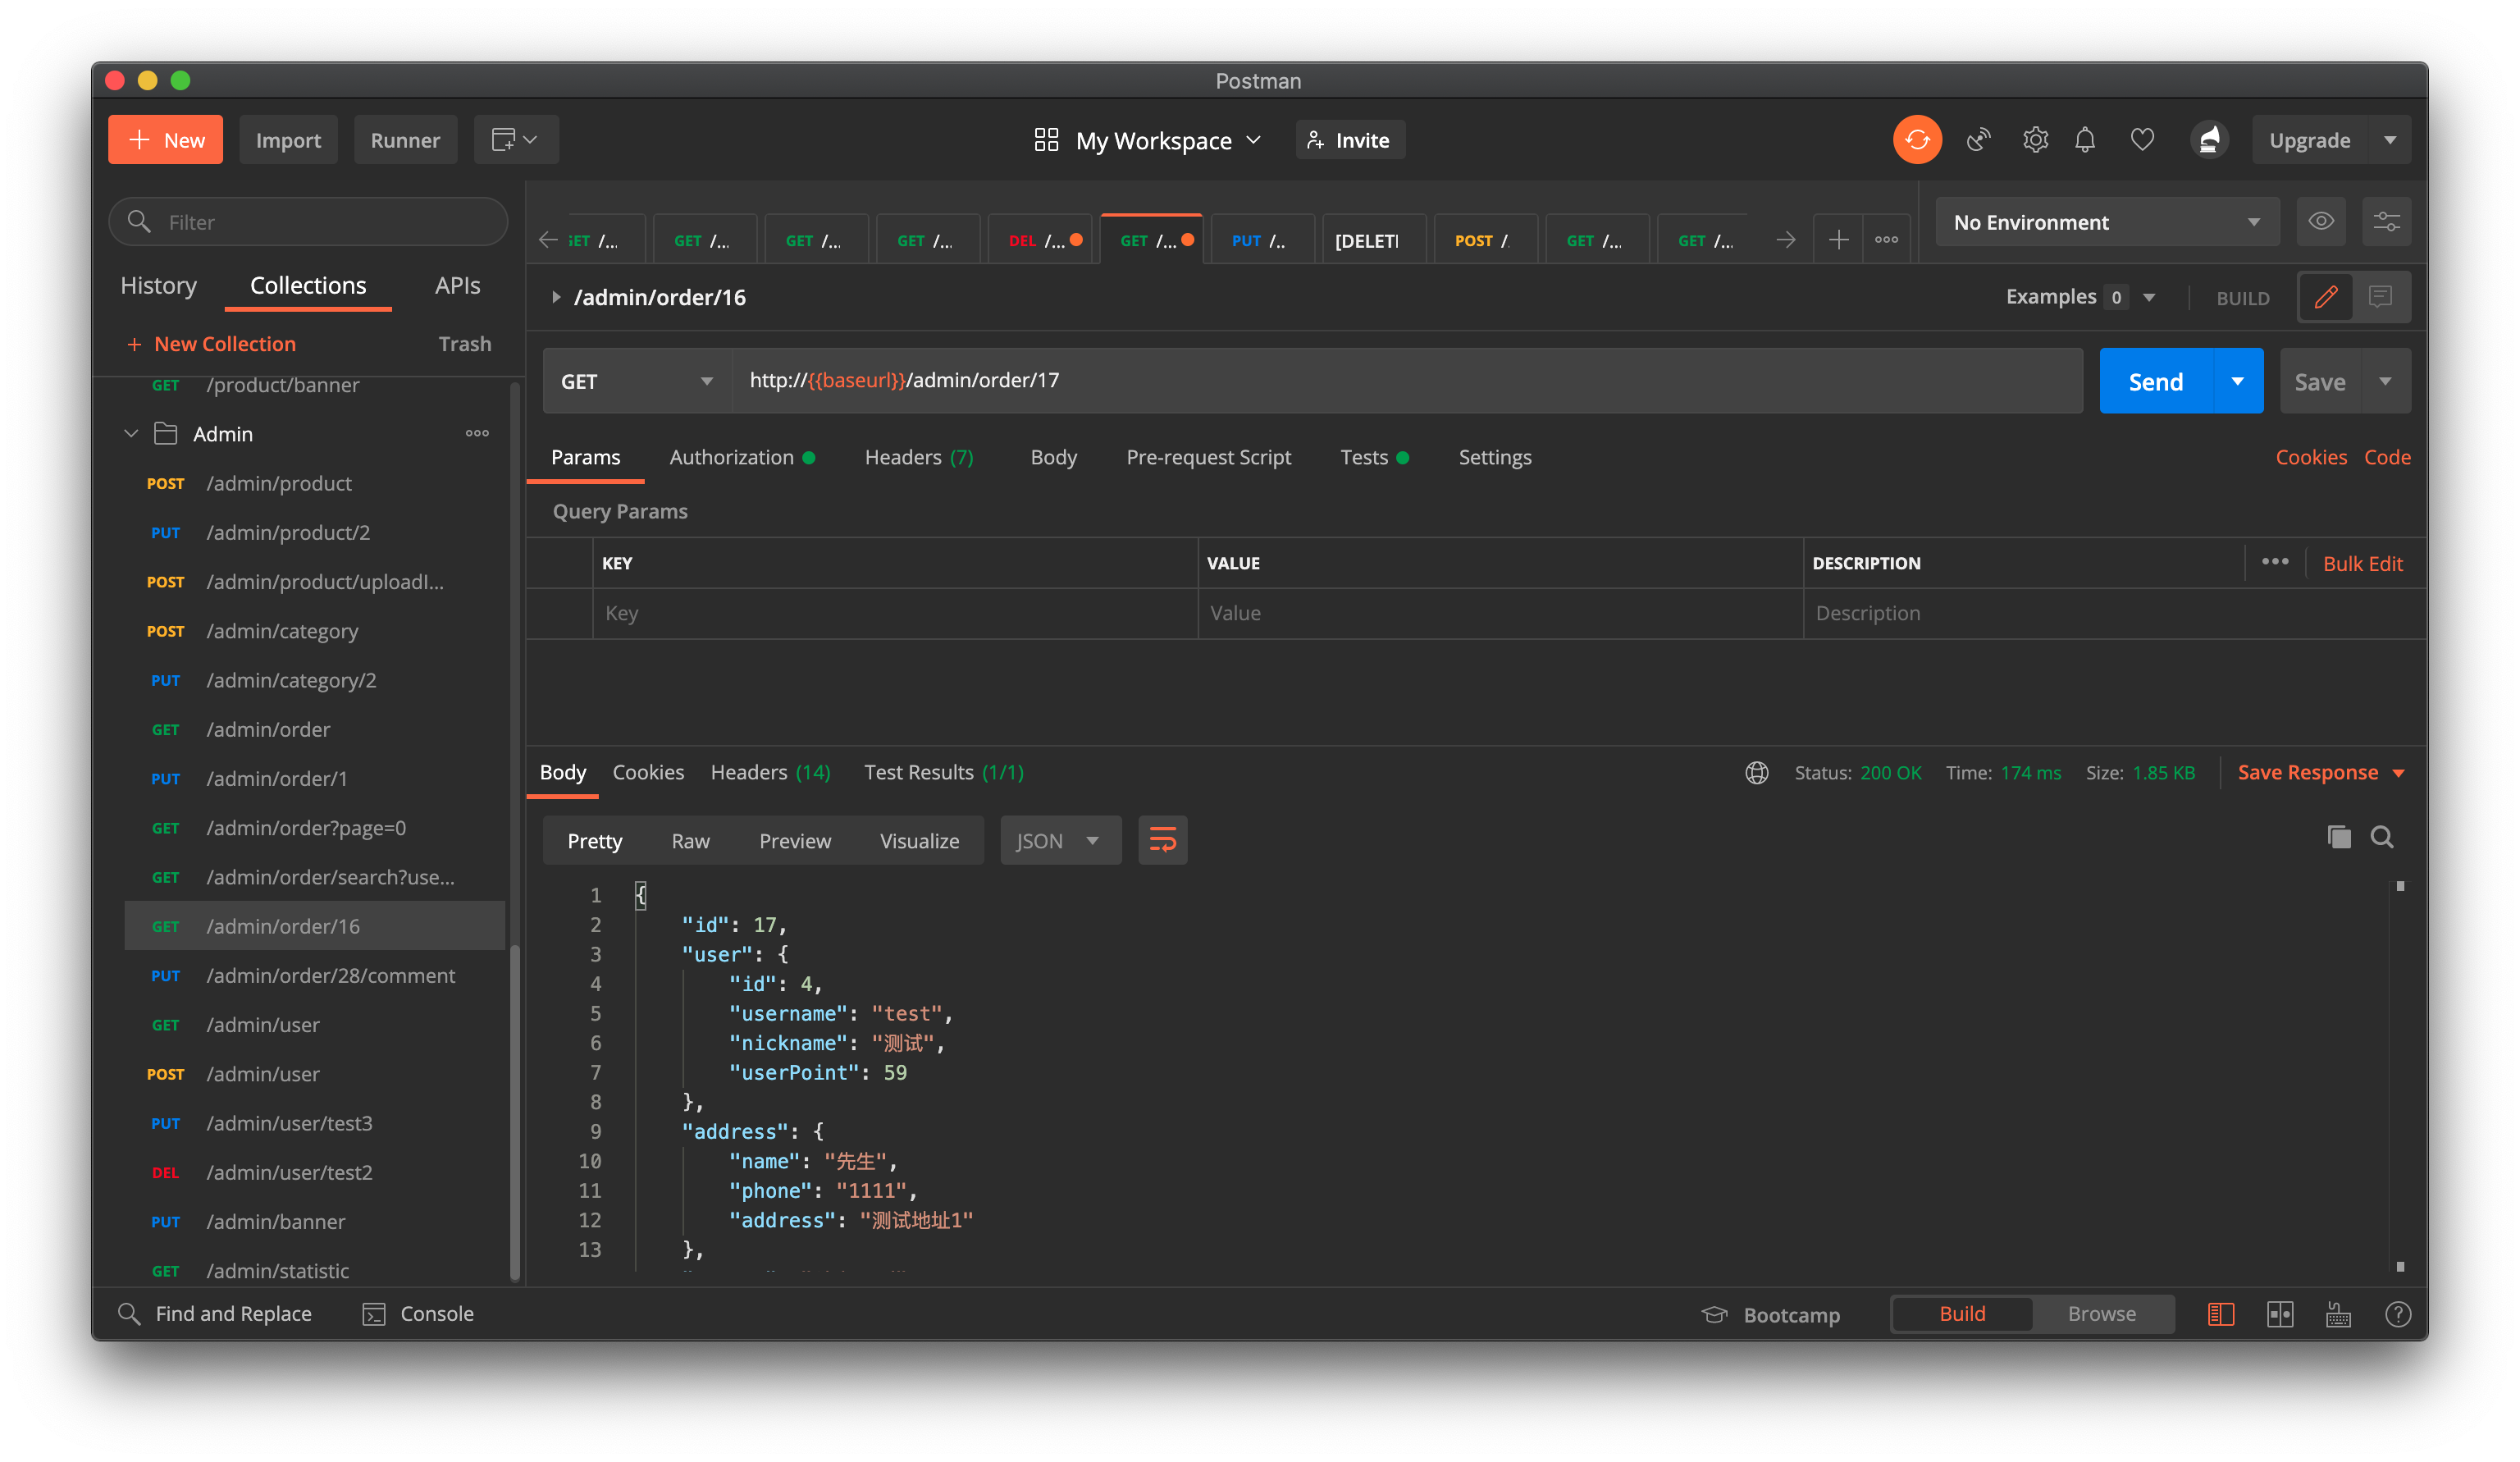 Postman
New
Import
Runner
My Workspace
Invite
Upgrade
Filter
History
Collections
APIs
New Collection
Trash
GET /product/banner
Admin
POST /admin/product
PUT /admin/product/2
POST /admin/product/uploadI...
POST /admin/category
PUT /admin/category/2
GET /admin/order
PUT /admin/order/1
GET /admin/order?page=0
GET /admin/order/search?use...
GET /admin/order/16
PUT /admin/order/28/comment
GET /admin/user
POST /admin/user
PUT /admin/user/test3
DEL /admin/user/test2
PUT /admin/banner
GET /admin/statistic
GET /...
GET /...
GET /...
GET /...
DEL /...
GET /...
PUT /..
[DELET
POST /
GET /...
GET /...
No Environment
/admin/order/16
Examples 0
BUILD
GET
http://{{baseurl}}/admin/order/17
Send
Save
Params
Authorization
Headers (7)
Body
Pre-request Script
Tests
Settings
Cookies
Code
Query Params
KEY
VALUE
DESCRIPTION
Bulk Edit
Key
Value
Description
Body
Cookies
Headers (14)
Test Results (1/1)
Status: 200 OK
Time: 174 ms
Size: 1.85 KB
Save Response
Pretty
Raw
Preview
Visualize
JSON
1 {
2 "id": 17,
3 "user": {
4 "id": 4,
5 "username": "test",
6 "nickname": "测试",
7 "userPoint": 59
8 },
9 "address": {
10 "name": "先生",
11 "phone": "1111",
12 "address": "测试地址1"
13 },
Find and Replace
Console
Bootcamp
Build
Browse